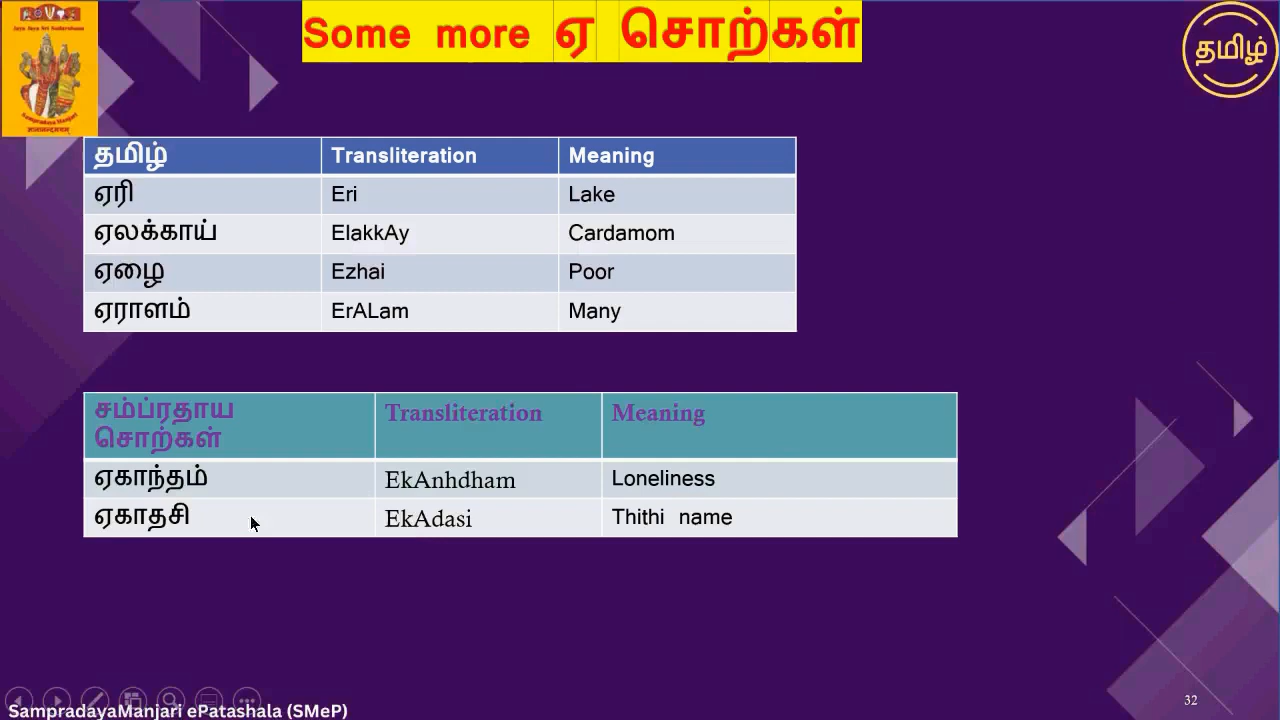 Some more ஏ சொற்கள்
தமிழ்
தமிழ் Transliteration Meaning
ஏரி Eri Lake
ஏலக்காய் ElakkAy Cardamom
ஏழை Ezhai Poor
ஏராளம் ErALam Many
சம்ப்ரதாய Transliteration Meaning
சொற்கள்
ஏகாந்தம் EkAnhdham Loneliness
ஏகாதசி EkAdasi Thithi name
32
SampradayaManjari ePatashala (SMeP)